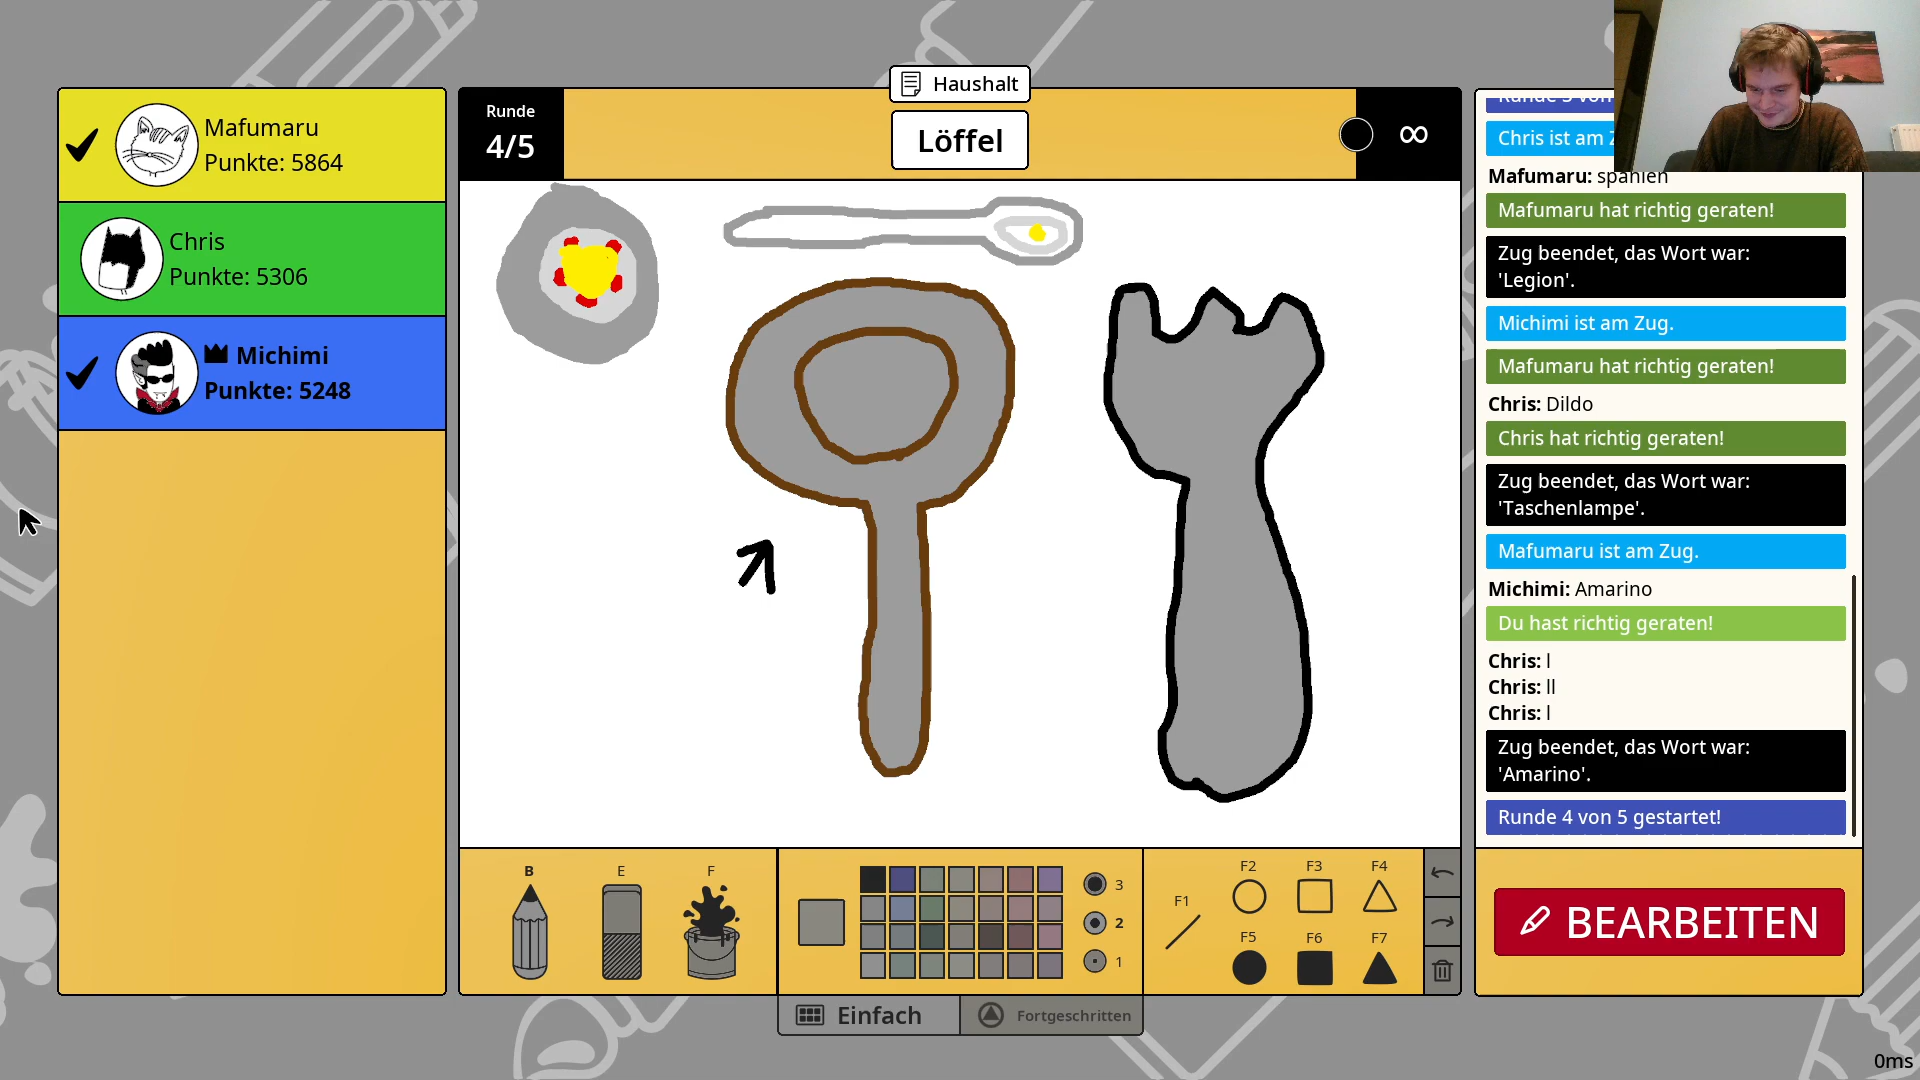 Haushalt
Runde
4/5
Löffel
∞
Mafumaru
Punkte: 5864
Chris
Punkte: 5306
Michimi
Punkte: 5248
Chris ist am
Mafumaru: spanien
Mafumaru hat richtig geraten!
Zug beendet, das Wort war:
'Legion'.
Michimi ist am Zug.
Mafumaru hat richtig geraten!
Chris: Dildo
Chris hat richtig geraten!
Zug beendet, das Wort war:
'Taschenlampe'.
Mafumaru ist am Zug.
Michimi: Amarino
Du hast richtig geraten!
Chris: l
Chris: ll
Chris: l
Zug beendet, das Wort war:
'Amarino'.
Runde 4 von 5 gestartet!
B E F
3
2
1
F1 F2 F3 F4
F5 F6 F7
BEARBEITEN
Einfach
Fortgeschritten
0ms